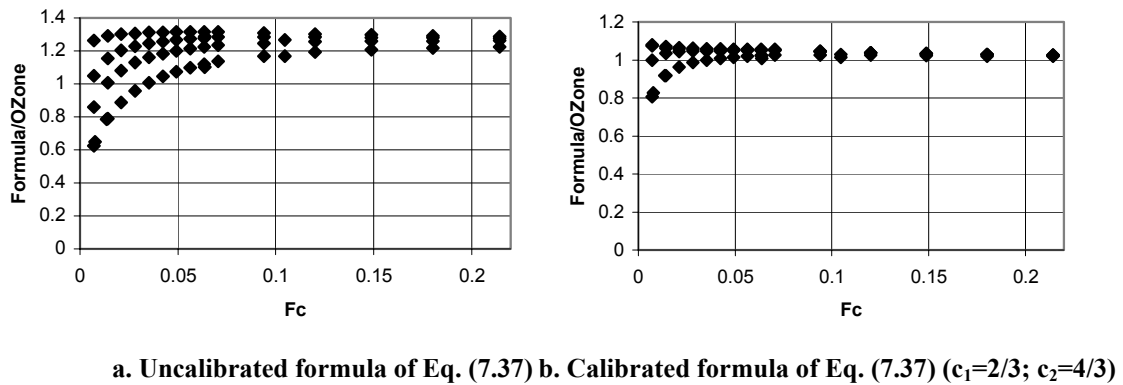 Formula/OZone
1.4
1.2
1
0.8
0.6
0.4
0.2
0
0 0.05 0.1 0.15 0.2
Fc
Formula/OZone
1.2
1
0.8
0.6
0.4
0.2
0
0 0.05 0.1 0.15 0.2
Fc
a. Uncalibrated formula of Eq. (7.37) b. Calibrated formula of Eq. (7.37) (c₁=2/3; c₂=4/3)